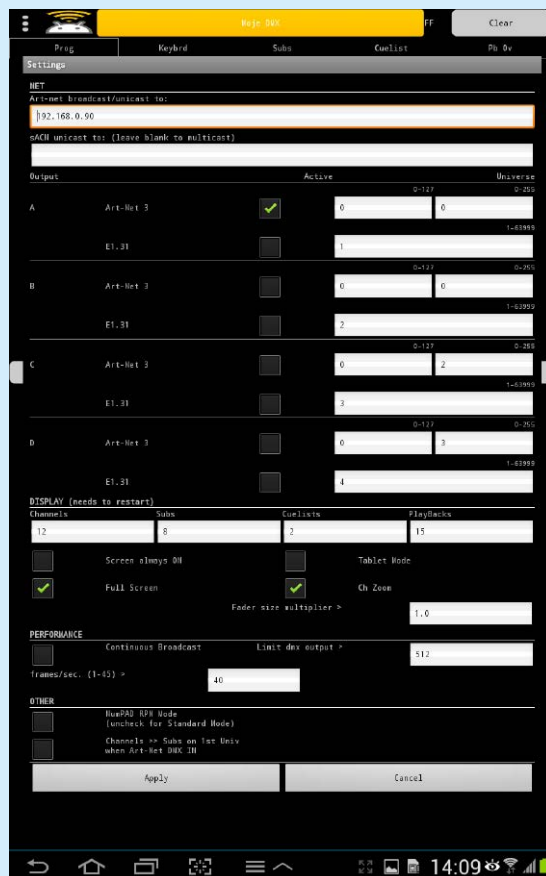 Moje DMX
FF
Clear
Prog Keybrd Subs Cuelist Pb Ov
Settings
NET
Art-net broadcast/unicast to:
192.168.0.90
sACN unicast to: (leave blank to multicast)
Output Active Universe
0-127 0-255
A Art-Net 3 0 0
1-63999
E1.31 1
0-127 0-255
B Art-Net 3 0 0
1-63999
E1.31 2
0-127 0-255
C Art-Net 3 0 2
1-63999
E1.31 3
0-127 0-255
D Art-Net 3 0 3
1-63999
E1.31 4
DISPLAY (needs to restart)
Channels Subs Cuelists PlayBacks
12 8 2 15
Screen always ON Tablet Mode
Full Screen Ch Zoom
Fader size multiplier > 1.0
PERFORMANCE
Continuous Broadcast Limit dmx output > 512
frames/sec. (1-45) > 40
OTHER
NumPAD RPN Mode
(uncheck for Standard Mode)
Channels >> Subs on 1st Univ
when Art-Net DMX IN
Apply Cancel
14:09